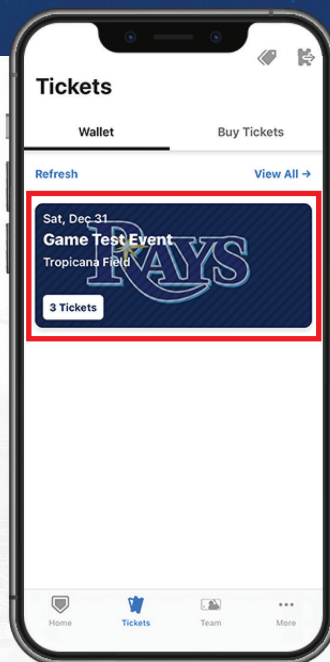 Tickets
Wallet
Buy Tickets
Refresh
View All →
Sat, Dec 31
Game Test Event
Tropicana Field
RAYS
3 Tickets
Home
Tickets
Team
More